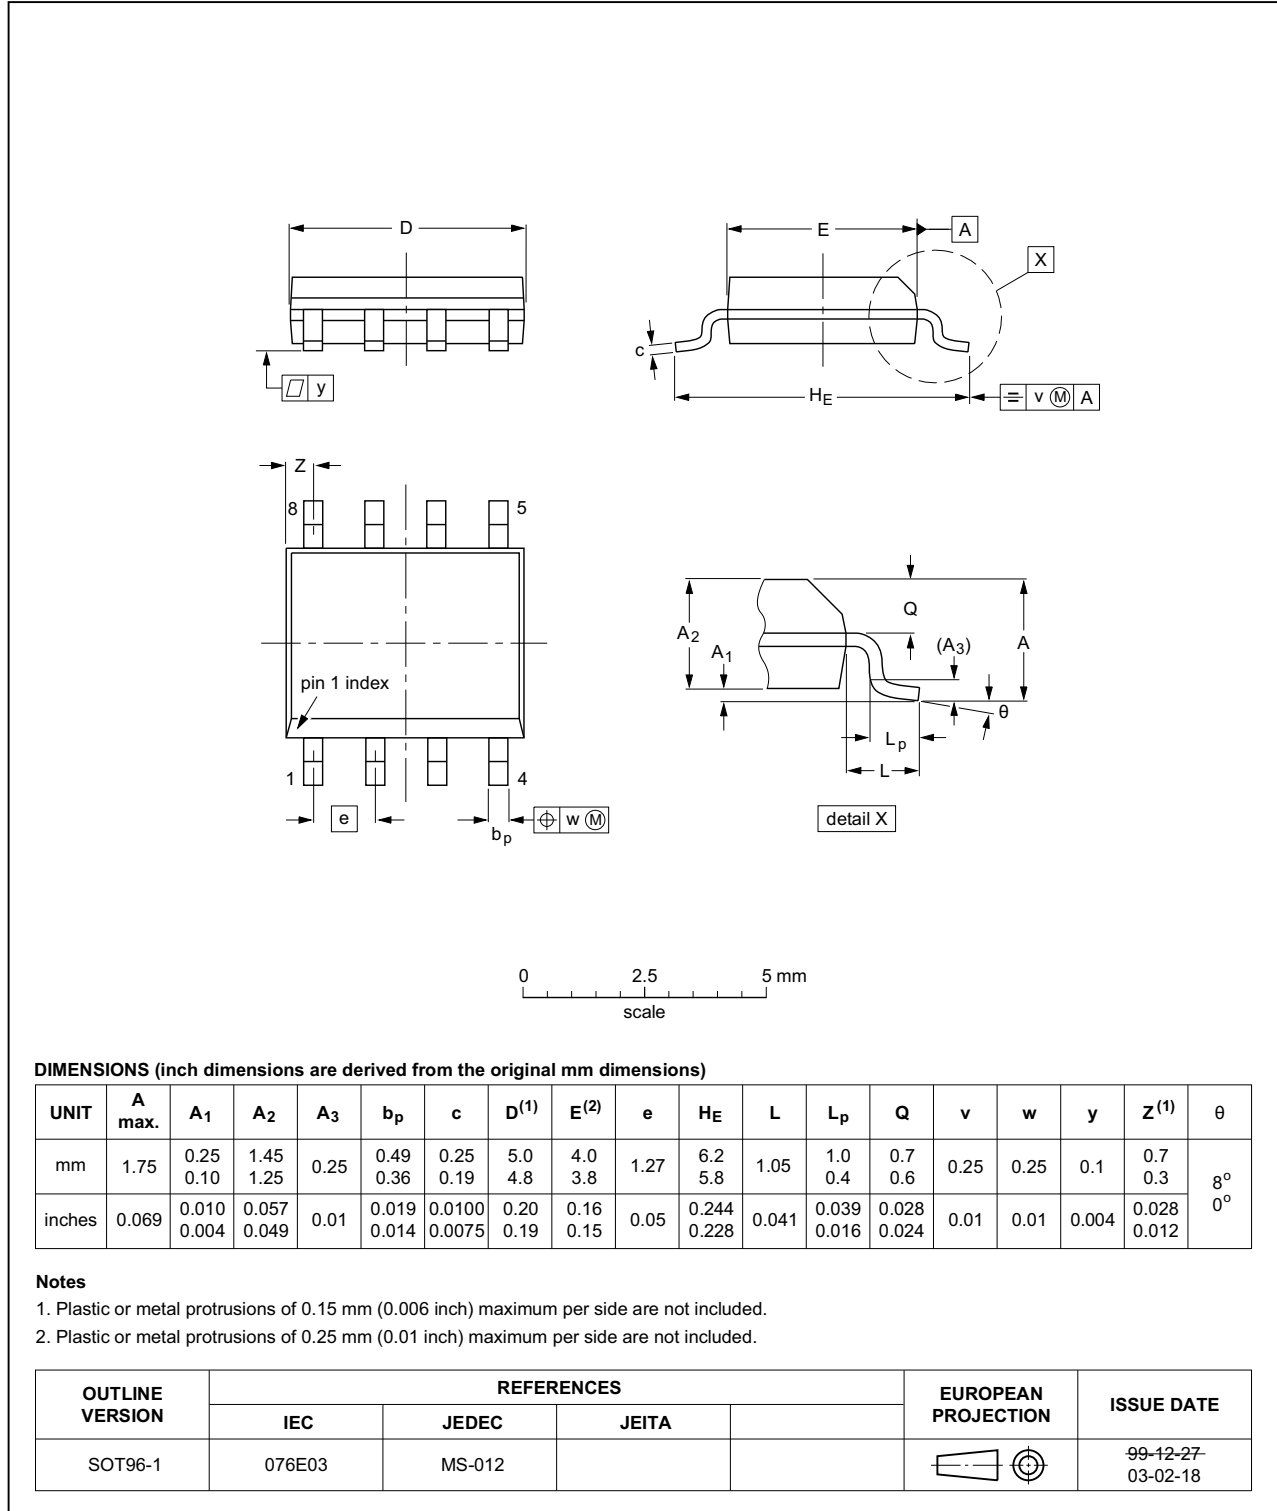 D
E
A
X
c
y
HE
v M A
Z
8
5
Q
A2
A1
(A3)
A
pin 1 index
θ
Lp
L
1
4
e
bp
w M
detail X
0 2.5 5 mm
scale
DIMENSIONS (inch dimensions are derived from the original mm dimensions)
UNIT A max. A1 A2 A3 bp c D(1) E(2) e HE L Lp Q v w y Z(1) θ
mm 1.75 0.25 0.10 1.45 1.25 0.25 0.49 0.36 0.25 0.19 5.0 4.8 4.0 3.8 1.27 6.2 5.8 1.05 1.0 0.4 0.7 0.6 0.25 0.25 0.1 0.7 0.3 8o 0o
inches 0.069 0.010 0.004 0.057 0.049 0.01 0.019 0.014 0.0100 0.0075 0.20 0.19 0.16 0.15 0.05 0.244 0.228 0.041 0.039 0.016 0.028 0.024 0.01 0.01 0.004 0.028 0.012
Notes
1. Plastic or metal protrusions of 0.15 mm (0.006 inch) maximum per side are not included.
2. Plastic or metal protrusions of 0.25 mm (0.01 inch) maximum per side are not included.
OUTLINE VERSION REFERENCES EUROPEAN PROJECTION ISSUE DATE
IEC JEDEC JEITA
SOT96-1 076E03 MS-012 99-12-27
03-02-18